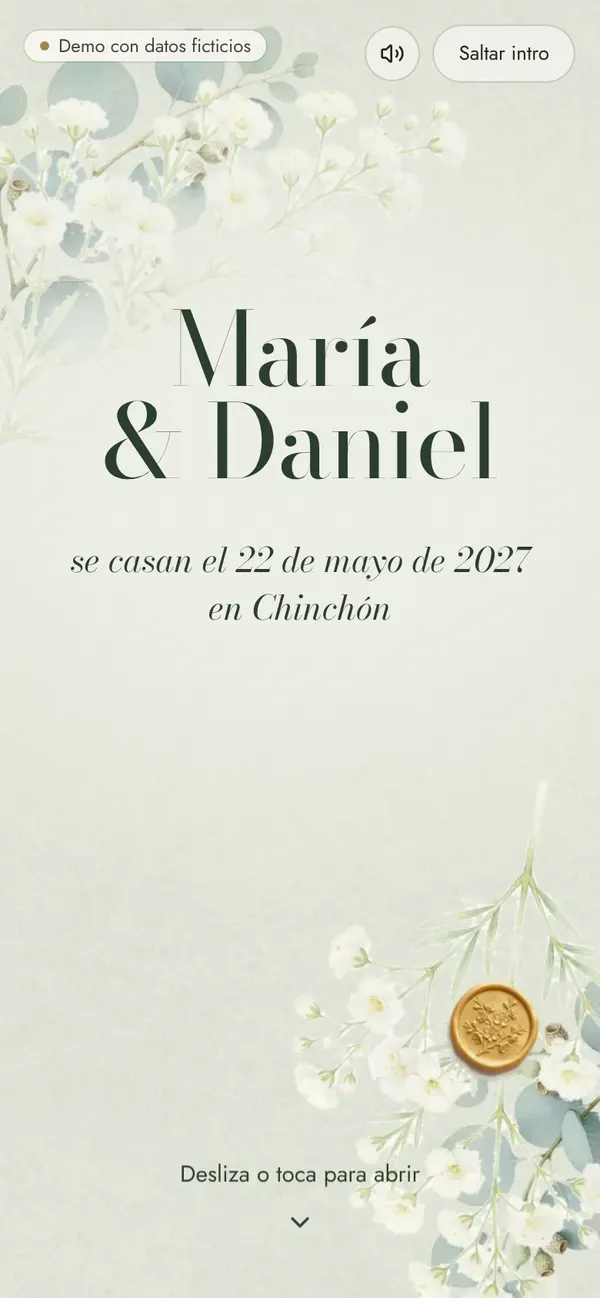 Demo con datos ficticios
Saltar intro
María
& Daniel
se casan el 22 de mayo de 2027
en Chinchón
Desliza o toca para abrir